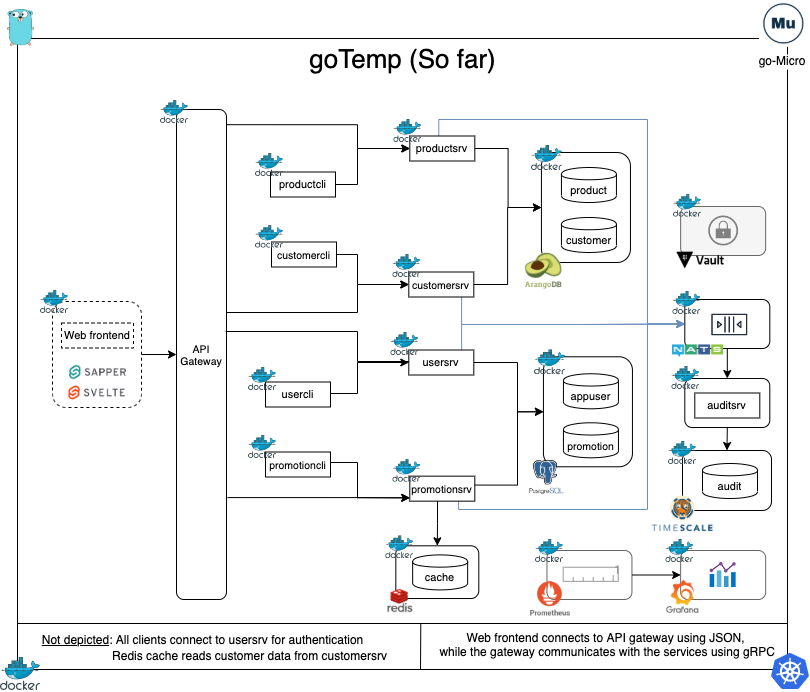 Mu
go-Micro
goTemp (So far)
docker
docker
productsrv
docker
productcli
docker
product
customer
ArangoDB
docker
Vault
docker
customercli
docker
customersrv
docker
Web frontend
SAPPER
SVELTE
API
Gateway
docker
NATS
docker
usersrv
docker
usercli
docker
appuser
promotion
PostgreSQL
docker
auditsrv
docker
promotioncli
docker
promotionsrv
docker
audit
TIMESCALE
docker
cache
redis
docker
Prometheus
docker
Grafana
Not depicted: All clients connect to usersrv for authentication
Redis cache reads customer data from customersrv
Web frontend connects to API gateway using JSON,
while the gateway communicates with the services using gRPC
docker